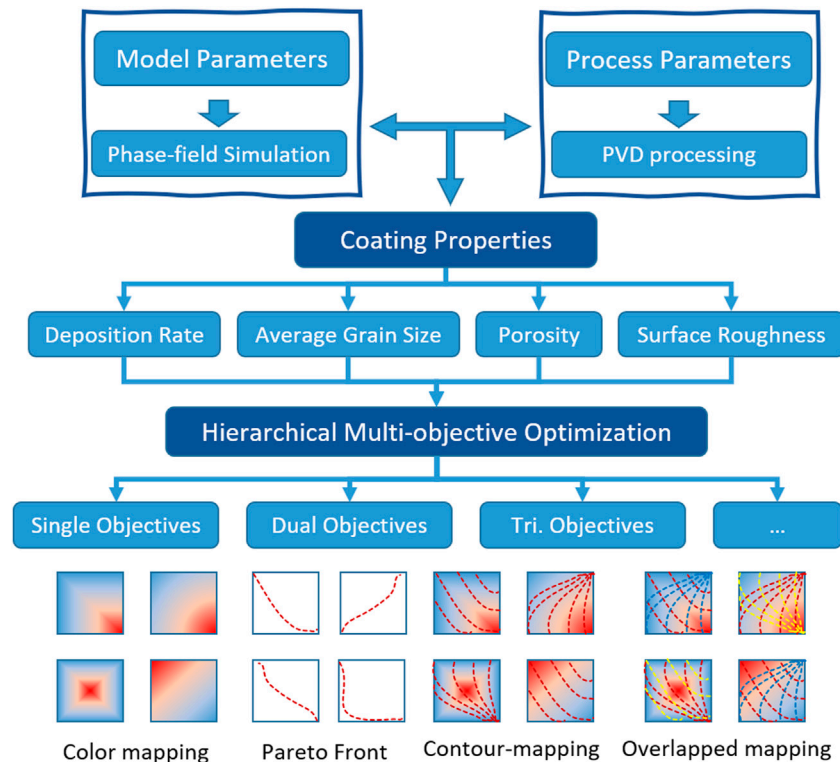 Model Parameters
Process Parameters
Phase-field Simulation
PVD processing
Coating Properties
Deposition Rate
Average Grain Size
Porosity
Surface Roughness
Hierarchical Multi-objective Optimization
Single Objectives
Dual Objectives
Tri. Objectives
...
Color mapping
Pareto Front
Contour-mapping
Overlapped mapping